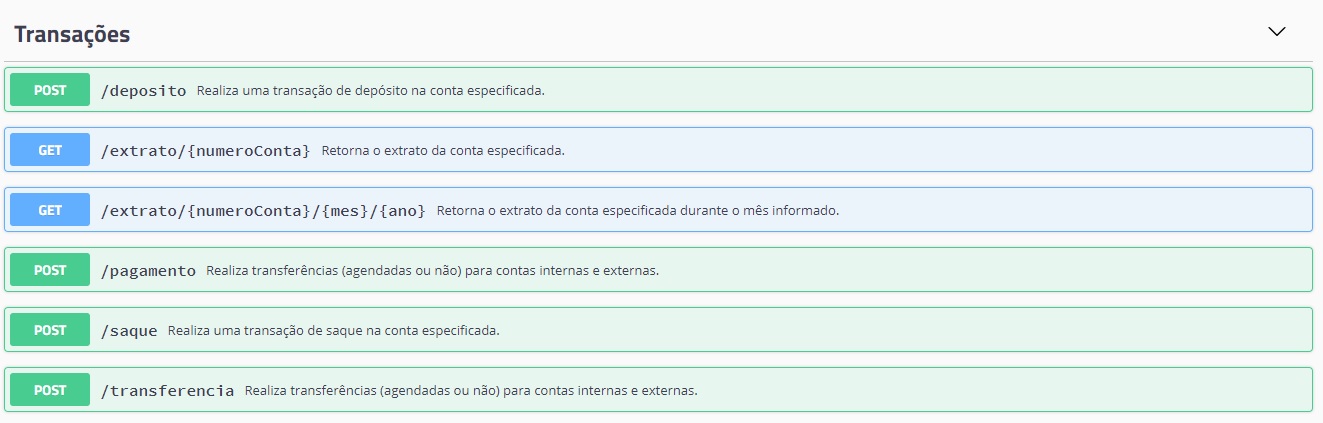 Transações
POST /deposito Realiza uma transação de depósito na conta especificada.
GET /extrato/{numeroConta} Retorna o extrato da conta especificada.
GET /extrato/{numeroConta}/{mes}/{ano} Retorna o extrato da conta especificada durante o mês informado.
POST /pagamento Realiza transferências (agendadas ou não) para contas internas e externas.
POST /saque Realiza uma transação de saque na conta especificada.
POST /transferencia Realiza transferências (agendadas ou não) para contas internas e externas.